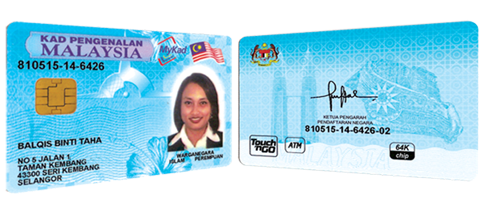 KAD PENGENALAN
MALAYSIA
MyKad
810515-14-6426
BALQIS BINTI TAHA
NO 5 JALAN 1
TAMAN KEMBANG
43300 SERI KEMBANG
SELANGOR
WARGANEGARA
ISLAM PEREMPUAN
KETUA PENGARAH
PENDAFTARAN NEGARA
810515-14-6426-02
Touch
'nGO
ATM
64K
chip